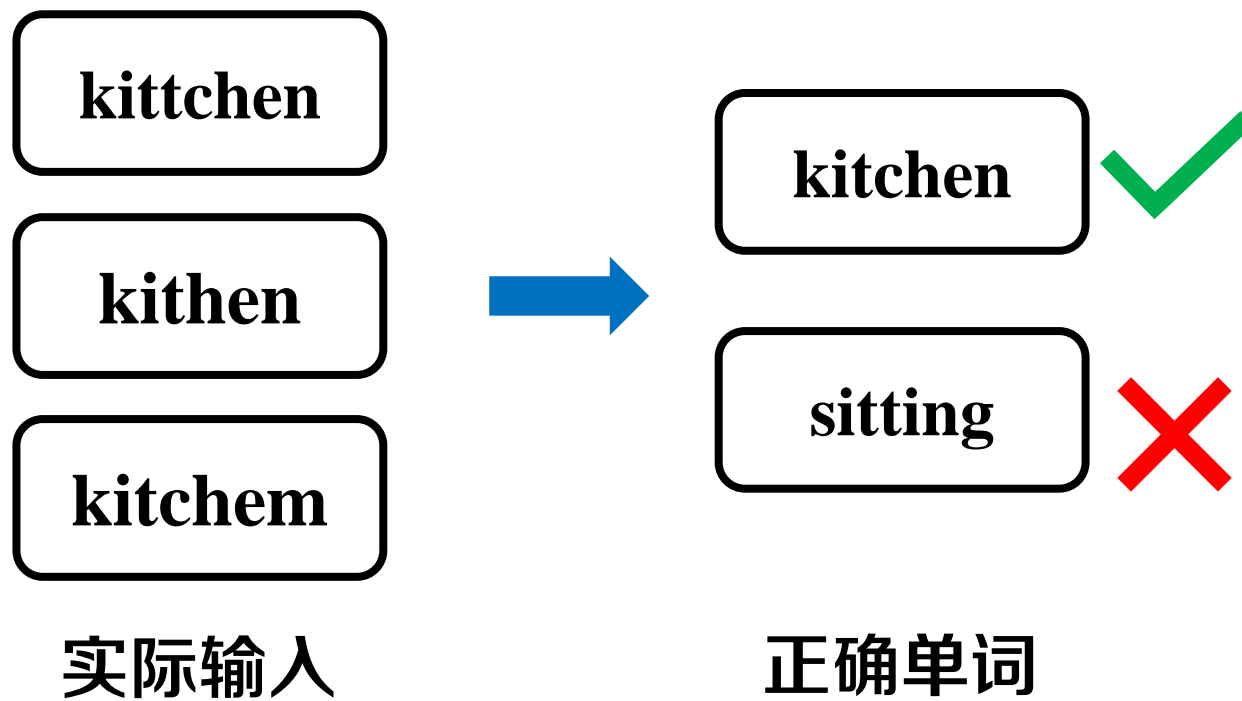 kittchen
kithen
kitchem
实际输入
kitchen
sitting
正确单词